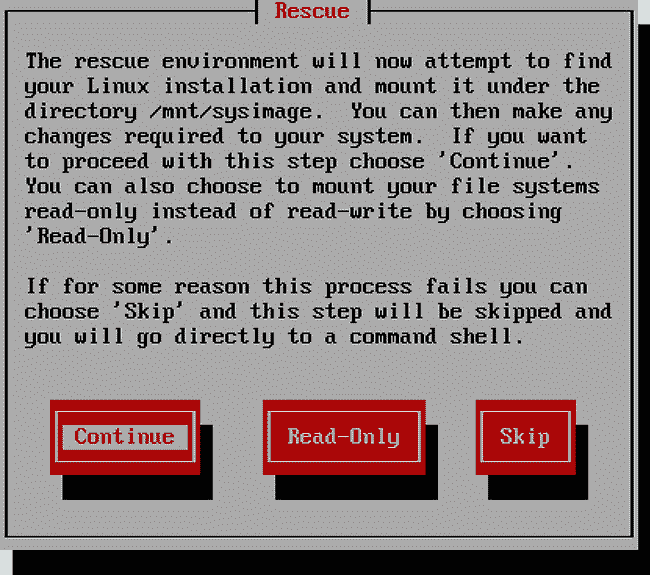 Rescue
The rescue environment will now attempt to find
your Linux installation and mount it under the
directory /mnt/sysimage.  You can then make any
changes required to your system.  If you want
to proceed with this step choose 'Continue'.
You can also choose to mount your file systems
read-only instead of read-write by choosing
'Read-Only'.
If for some reason this process fails you can
choose 'Skip' and this step will be skipped and
you will go directly to a command shell.
Continue
Read-Only
Skip